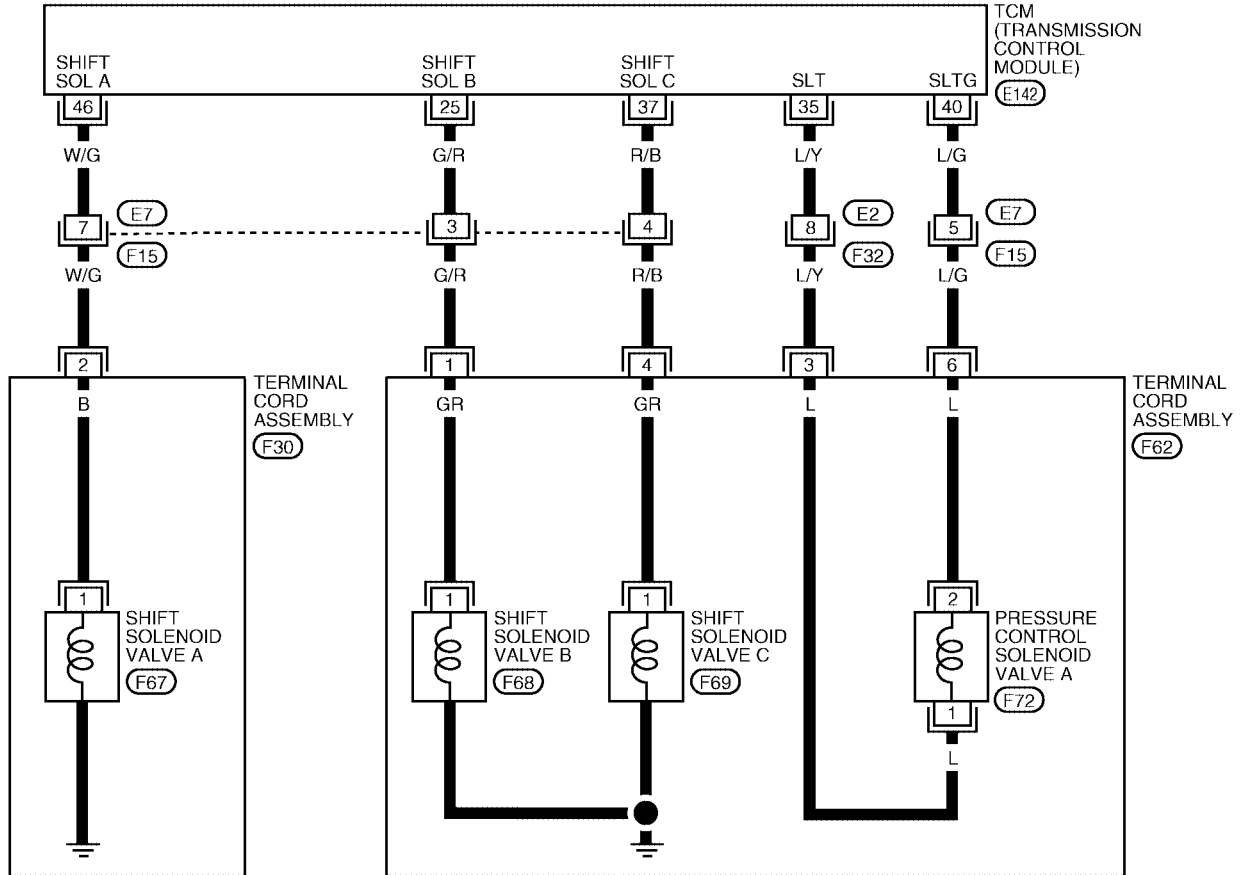 TCM
(TRANSMISSION
CONTROL
MODULE)
E142
SHIFT
SOL A
SHIFT
SOL B
SHIFT
SOL C
SLT
SLTG
46
25
37
35
40
W/G
G/R
R/B
L/Y
L/G
7
E7
F15
3
4
8
E2
F32
5
E7
F15
W/G
G/R
R/B
L/Y
L/G
2
1
4
3
6
B
GR
GR
L
L
TERMINAL
CORD
ASSEMBLY
F30
TERMINAL
CORD
ASSEMBLY
F62
1
SHIFT
SOLENOID
VALVE A
F67
1
SHIFT
SOLENOID
VALVE B
F68
1
SHIFT
SOLENOID
VALVE C
F69
2
PRESSURE
CONTROL
SOLENOID
VALVE A
F72
1
L